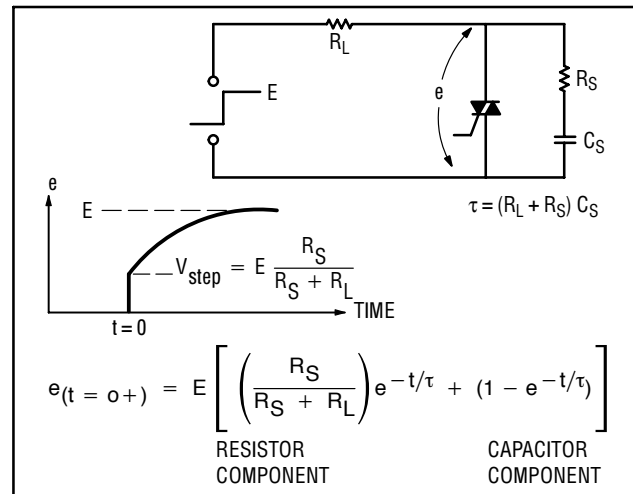 R_L
E
e
R_S
C_S
e
E
τ = (R_L + R_S) C_S
V_step = E R_S / (R_S + R_L)
TIME
t = 0
e(t = o+) = E [ (R_S / (R_S + R_L)) e^{−t/τ} + (1 − e^{−t/τ}) ]
RESISTOR COMPONENT
CAPACITOR COMPONENT